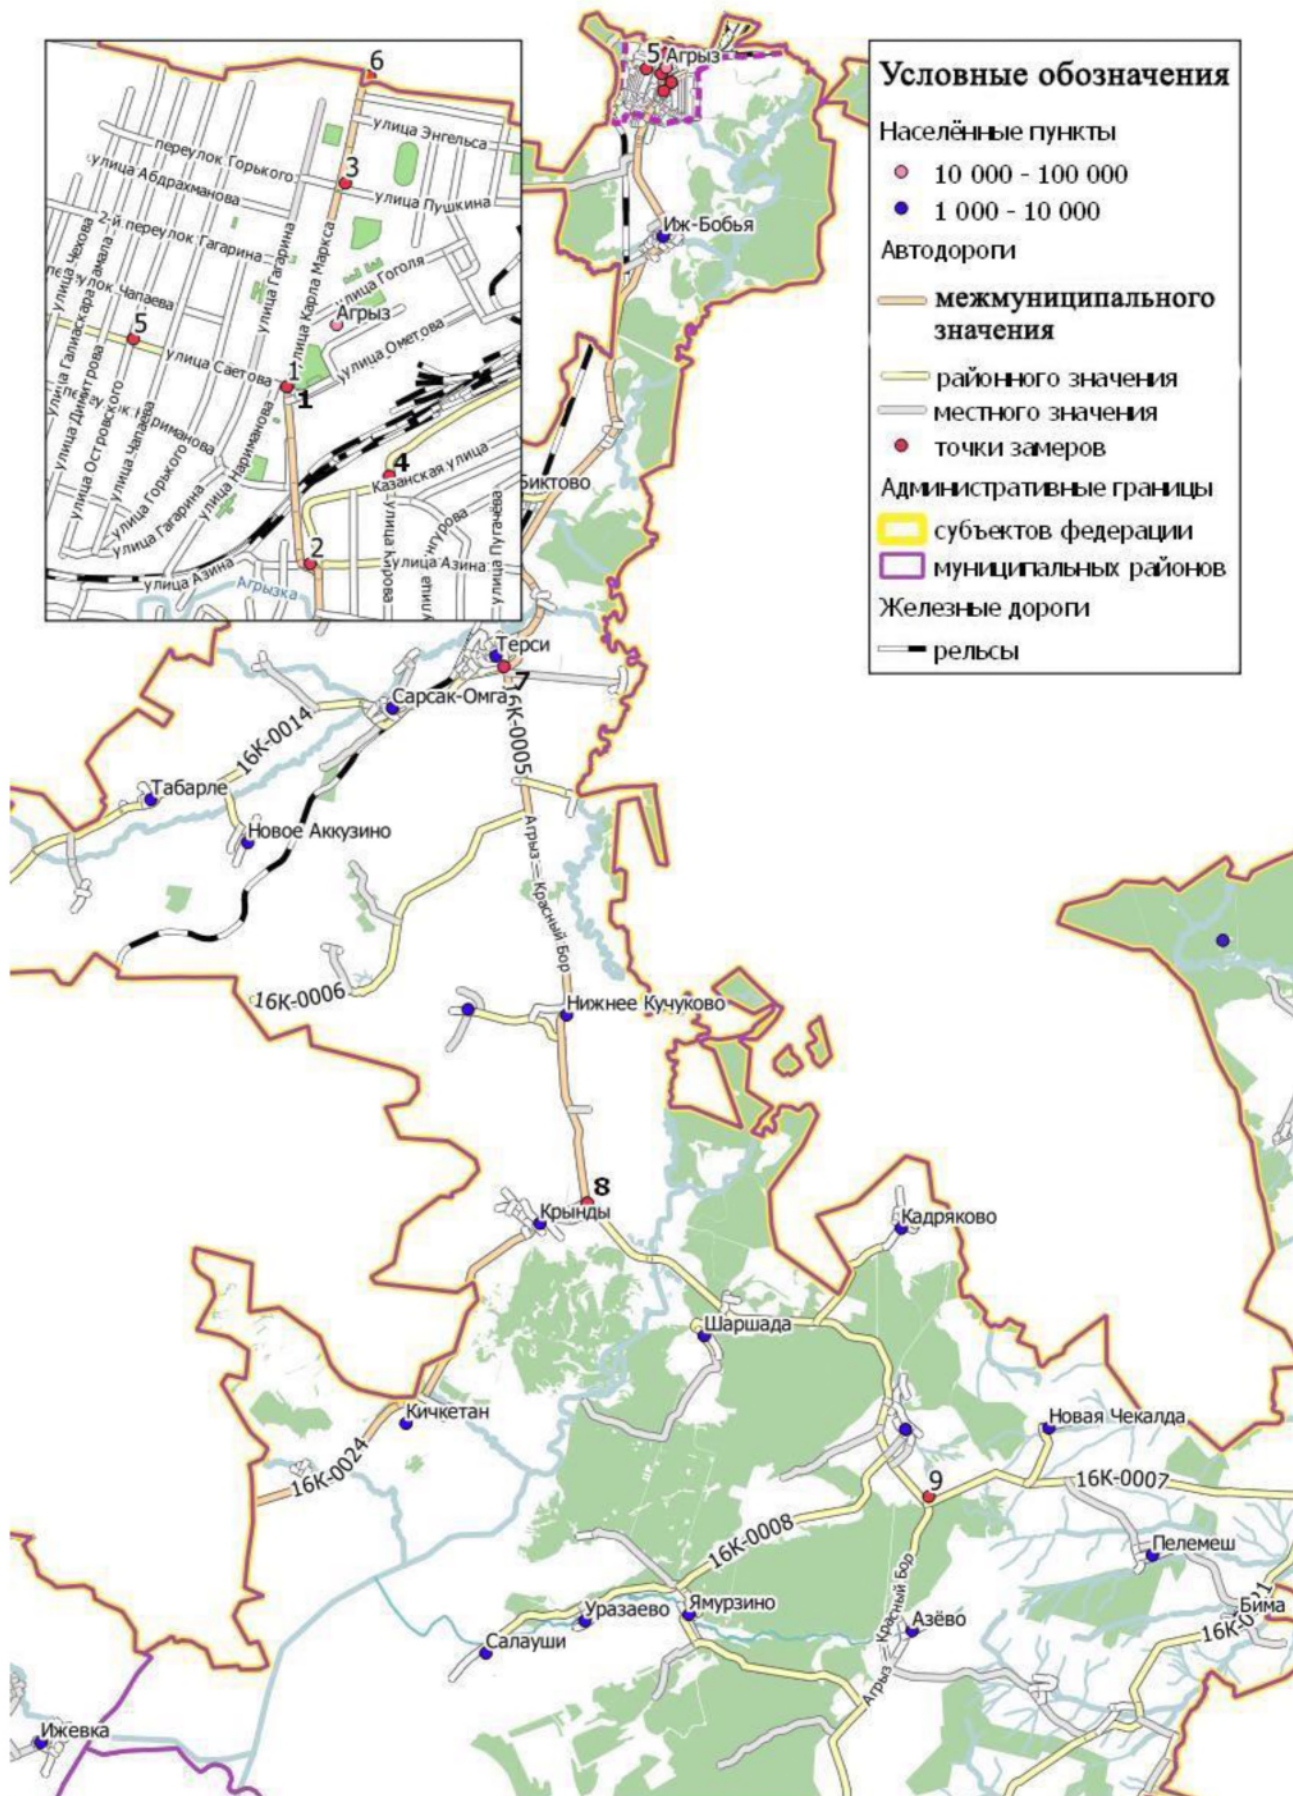 6
улица Энгельса
переулок Горького
3
улица Абдрахманова
улица Пушкина
2-й переулок Гагарина
улица Гагарина
улица Карла Маркса
улица Чехова
улица Гоголя
переулок Чапаева
Агрыз
5
улица Саетова
улица Ометова
1
1
переулок Нариманова
улица Димитрова
улица Островского
улица Чапаева
улица Горького
улица Гагарина
улица Нариманова
4
Казанская улица
улица Пугачёва
2
улица Азина
улица Азина
Агрызка
5
Агрыз
Иж-Бобья
Биктово
Условные обозначения
Населённые пункты
10 000 - 100 000
1 000 - 10 000
Автодороги
межмуниципального
значения
районного значения
местного значения
точки замеров
Административные границы
субъектов федерации
муниципальных районов
Железные дороги
рельсы
Терси
7
Сарсак-Омга
16К-0005
16К-0014
Табарле
Новое Аккузино
Агрыз — Красный Бор
16К-0006
Нижнее Кучуково
8
Крынды
Кадряково
Шаршада
Кичкетан
Новая Чекалда
16К-0024
9
16К-0007
16К-0008
Пелемеш
Уразаево
Ямурзино
Азёво
Бима
Салауши
Агрыз — Красный Бор
Ижевка